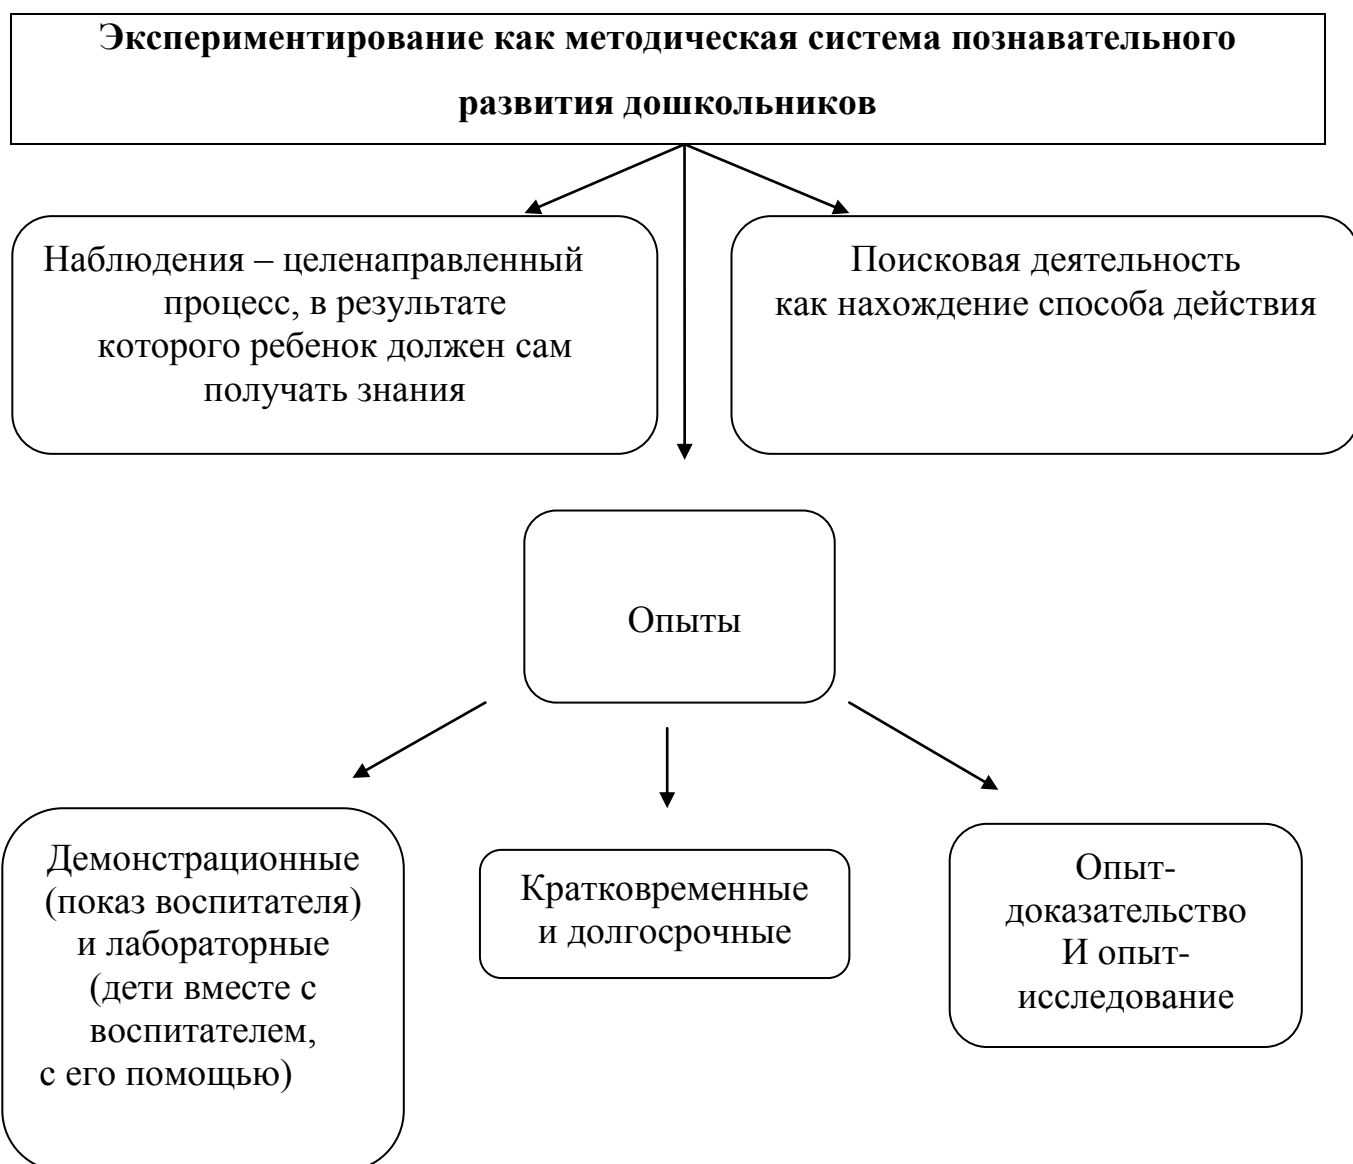 Экспериментирование как методическая система познавательного
развития дошкольников
Наблюдения – целенаправленный
процесс, в результате
которого ребенок должен сам
получать знания
Поисковая деятельность
как нахождение способа действия
Опыты
Демонстрационные
(показ воспитателя)
и лабораторные
(дети вместе с
воспитателем,
с его помощью)
Кратковременные
и долгосрочные
Опыт-
доказательство
И опыт-
исследование